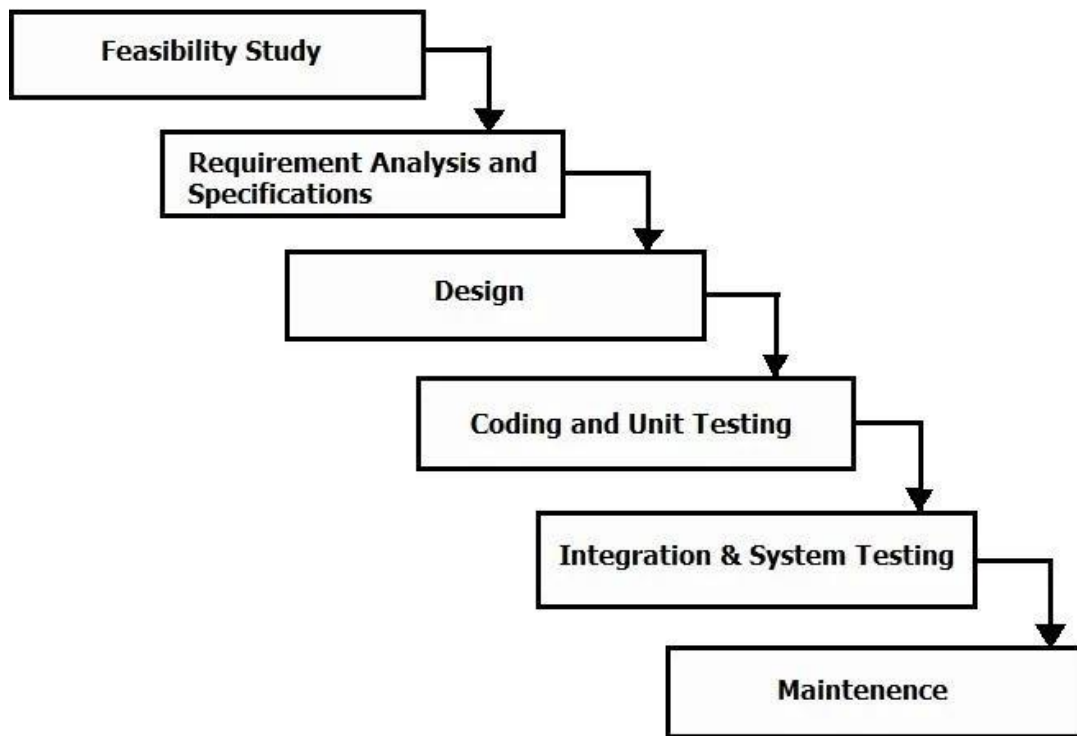 Feasibility Study
Requirement Analysis and
Specifications
Design
Coding and Unit Testing
Integration & System Testing
Maintenence